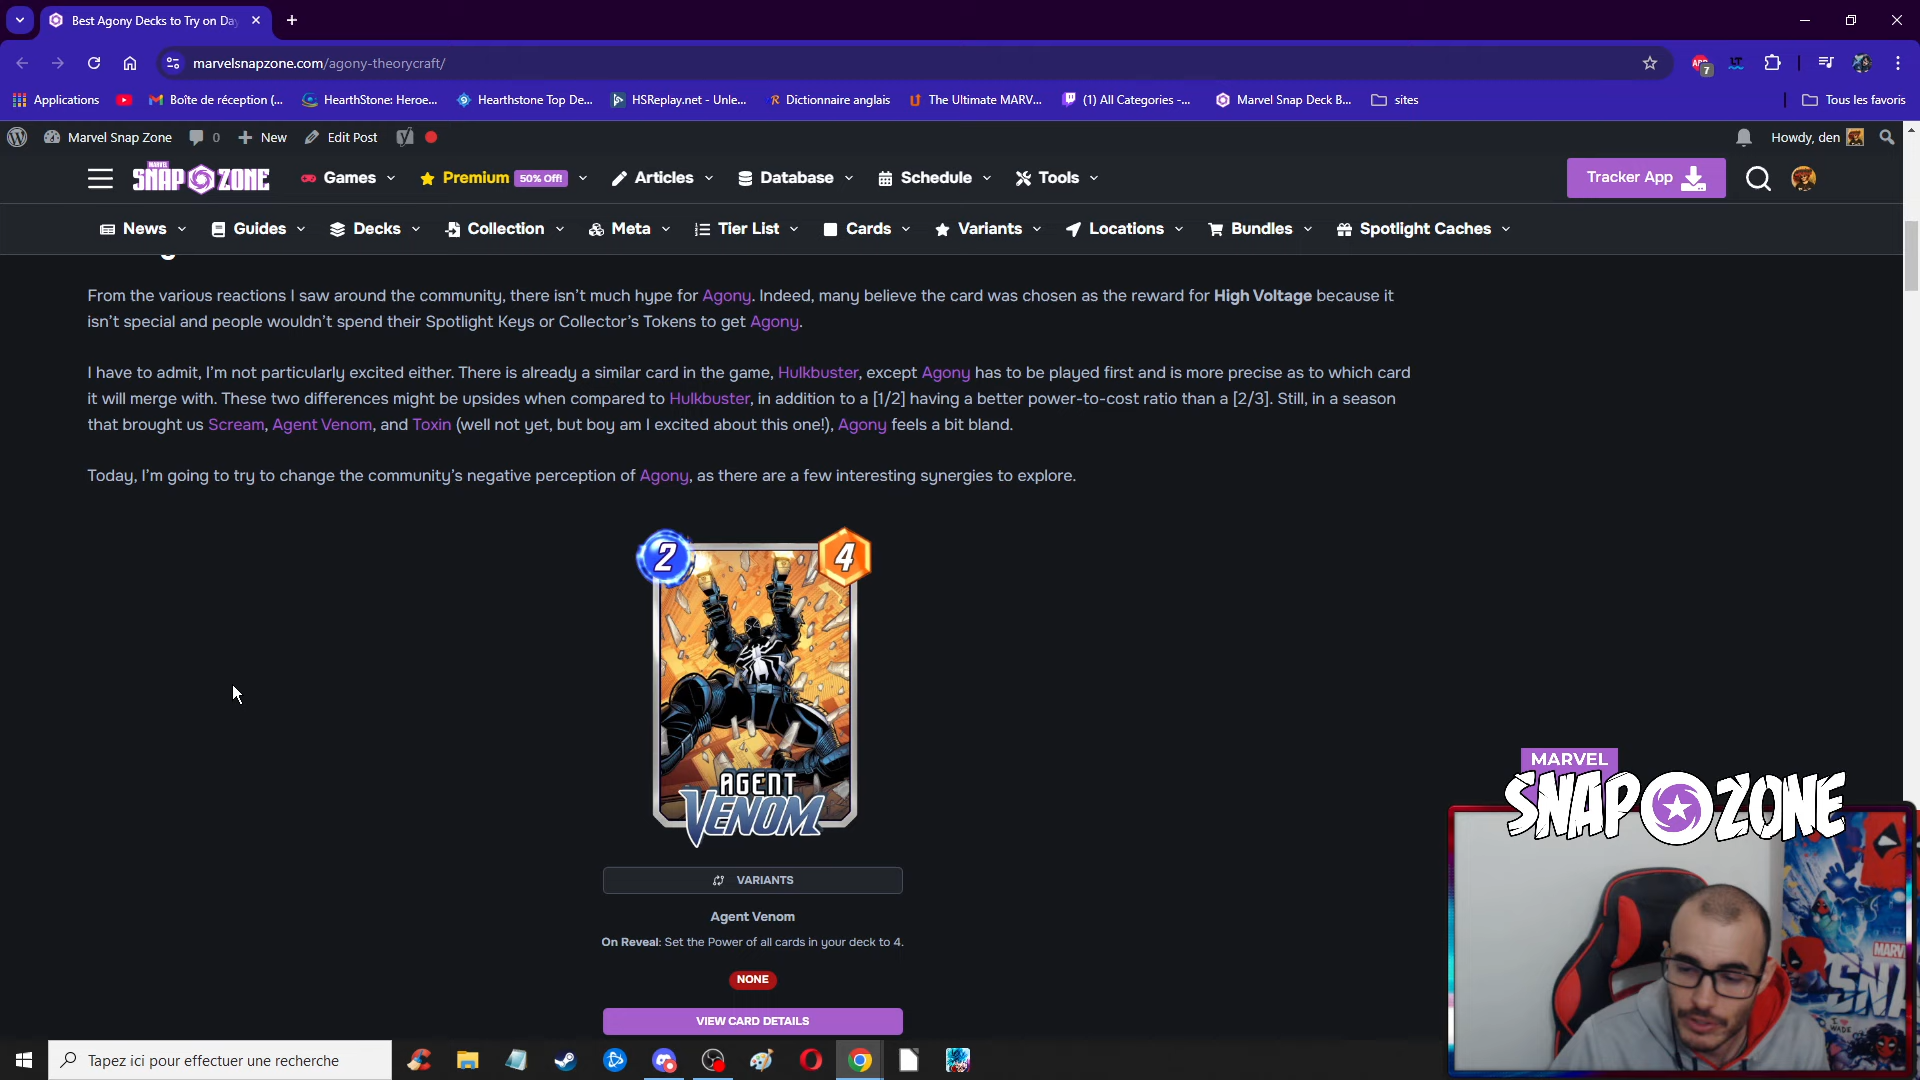 Best Agony Decks to Try on Da
marvelsnapzone.com/agony-theorycraft/
7
Applications
Boîte de réception (...
HearthStone: Heroe...
Hearthstone Top De...
HSReplay.net - Unle...
Dictionnaire anglais
The Ultimate MARV...
(1) All Categories -...
Marvel Snap Deck B...
sites
Tous les favoris
Marvel Snap Zone
0
New
Edit Post
Howdy, den
MARVEL
SNAP ZONE
Games
Premium 50% Off!
Articles
Database
Schedule
Tools
Tracker App
News
Guides
Decks
Collection
Meta
Tier List
Cards
Variants
Locations
Bundles
Spotlight Caches
From the various reactions I saw around the community, there isn't much hype for Agony. Indeed, many believe the card was chosen as the reward for High Voltage because it
isn't special and people wouldn't spend their Spotlight Keys or Collector's Tokens to get Agony.
I have to admit, I'm not particularly excited either. There is already a similar card in the game, Hulkbuster, except Agony has to be played first and is more precise as to which card
it will merge with. These two differences might be upsides when compared to Hulkbuster, in addition to a [1/2] having a better power-to-cost ratio than a [2/3]. Still, in a season
that brought us Scream, Agent Venom, and Toxin (well not yet, but boy am I excited about this one!), Agony feels a bit bland.
Today, I'm going to try to change the community's negative perception of Agony, as there are a few interesting synergies to explore.
2
4
AGENT
VENOM
VARIANTS
Agent Venom
On Reveal: Set the Power of all cards in your deck to 4.
NONE
VIEW CARD DETAILS
MARVEL
SNAP ZONE
Tapez ici pour effectuer une recherche